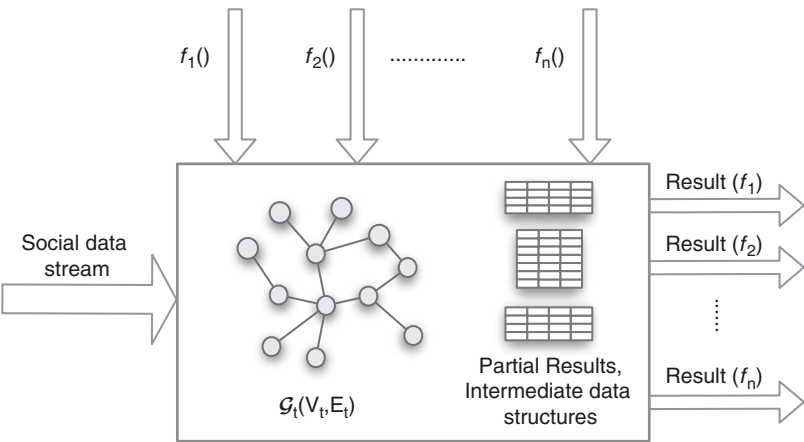 f₁()
f₂()
.............
fₙ()
Social data
stream
Result (f₁)
Result (f₂)
......
Result (fₙ)
𝒢ₜ(Vₜ,Eₜ)
Partial Results,
Intermediate data
structures